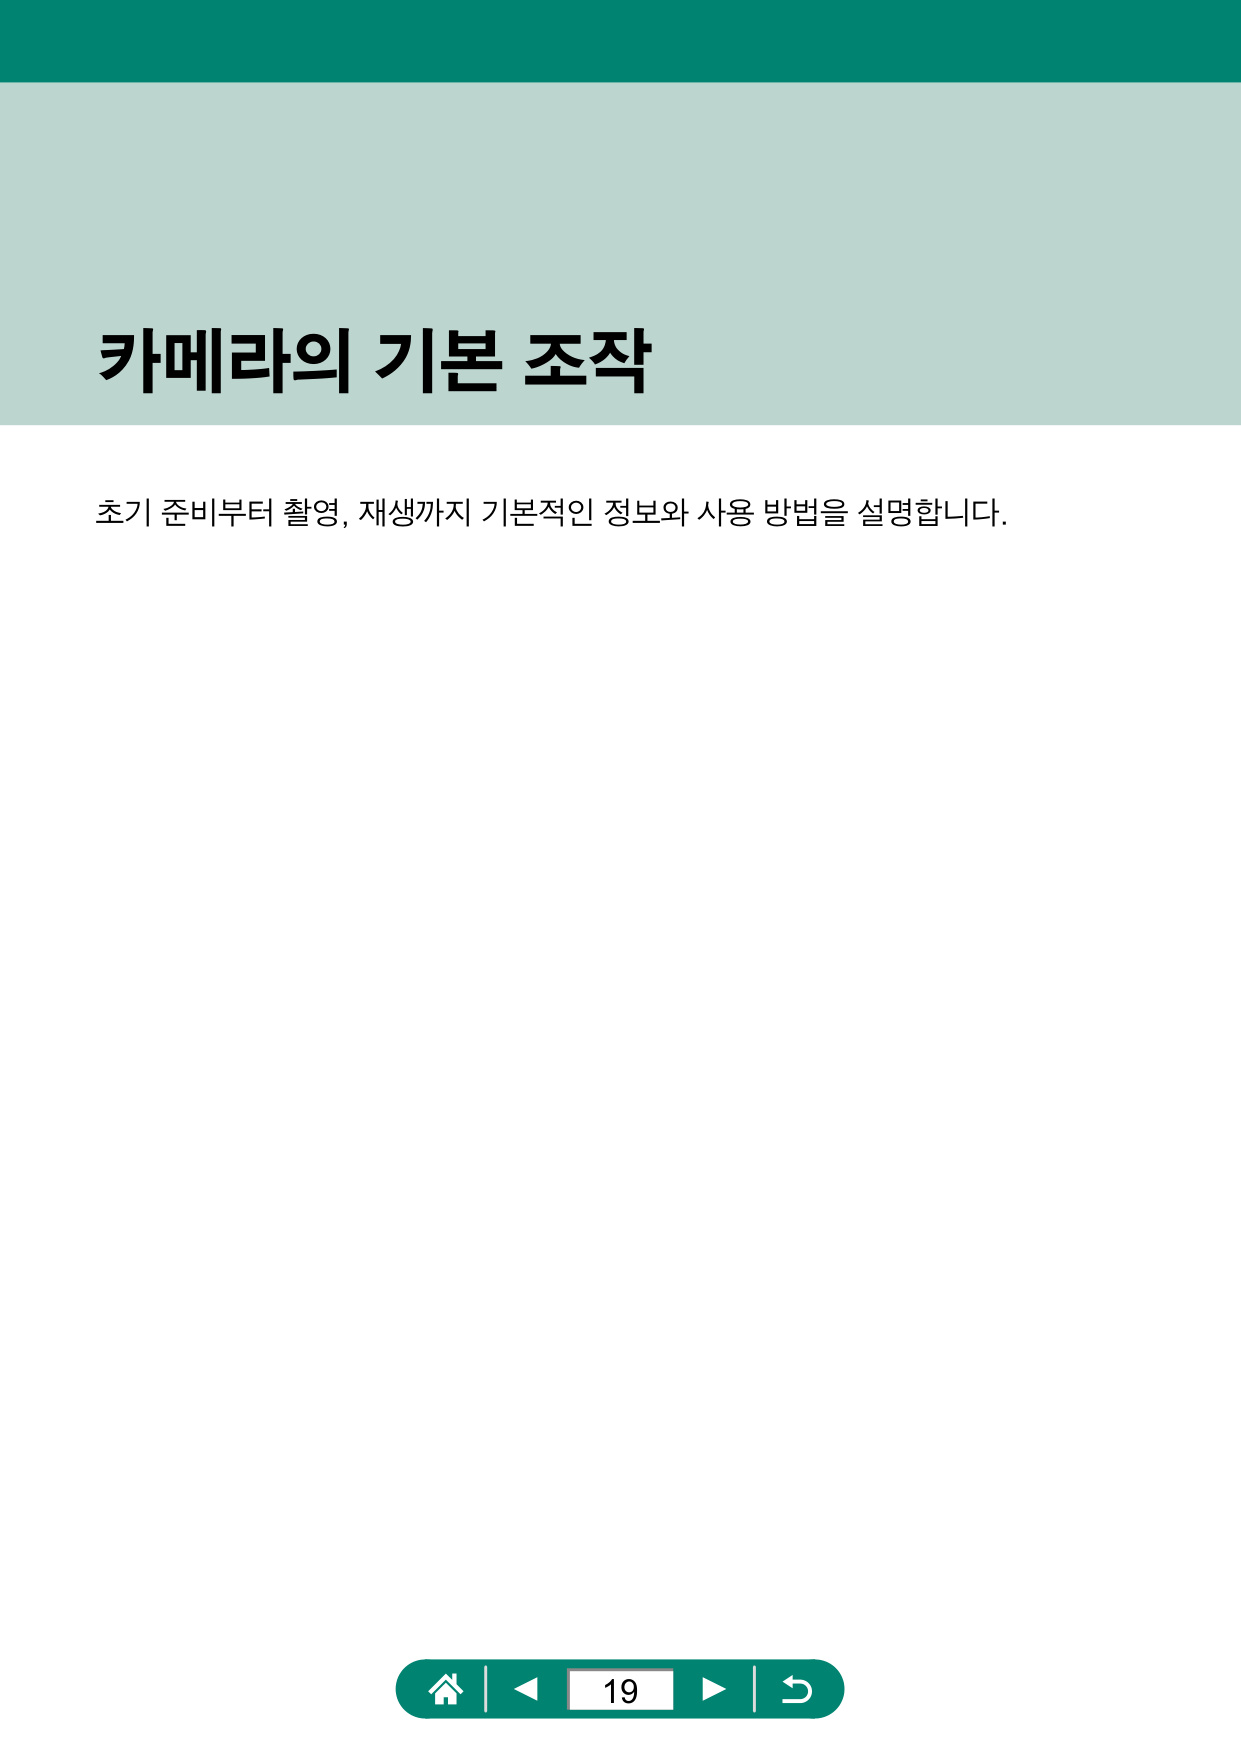 카메라의 기본 조작
초기 준비부터 촬영, 재생까지 기본적인 정보와 사용 방법을 설명합니다.
19